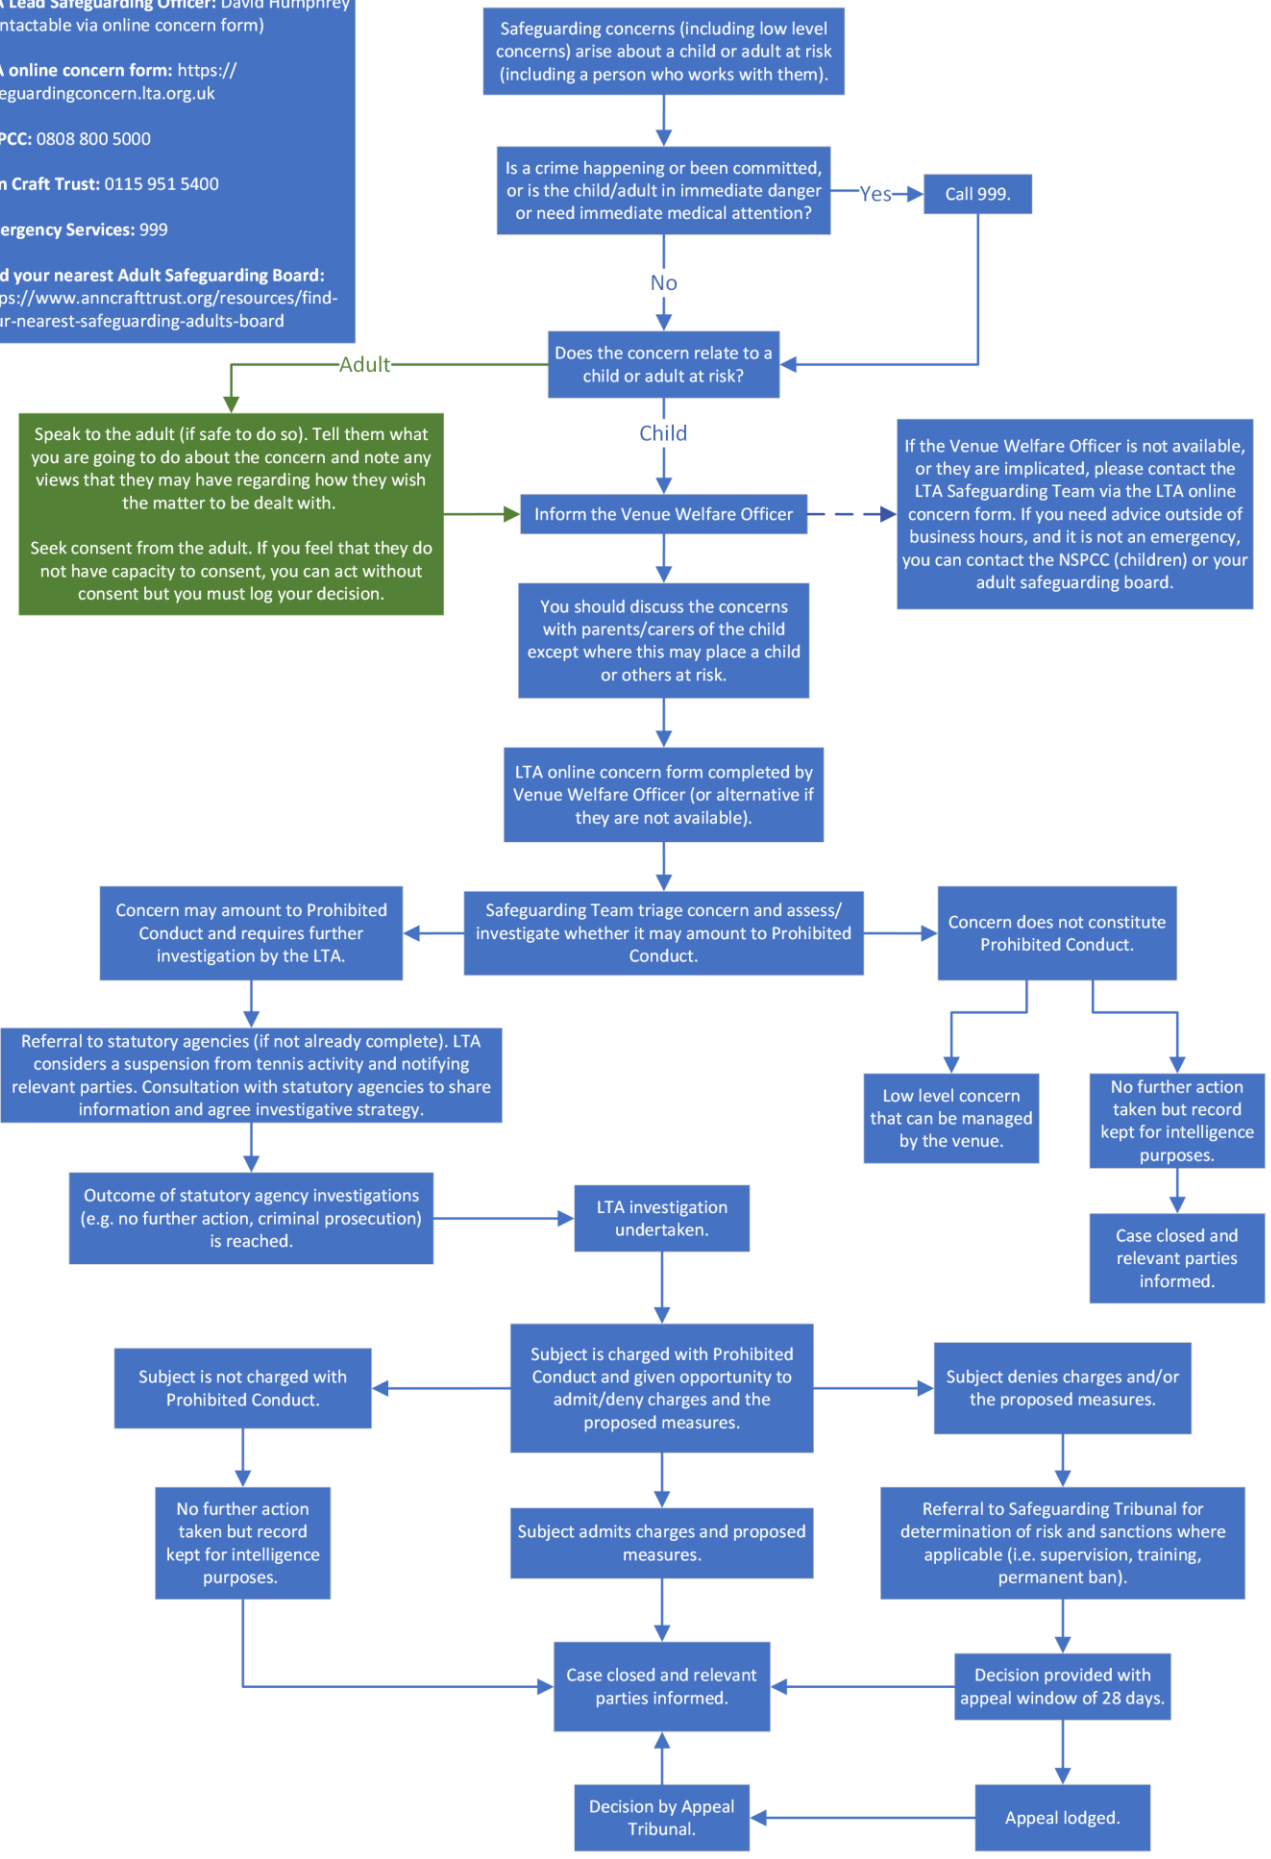 A Lead Safeguarding Officer: David Humphrey
ntactable via online concern form)
A online concern form: https://
eguardingconcern.lta.org.uk
PCC: 0808 800 5000
n Craft Trust: 0115 951 5400
ergency Services: 999
d your nearest Adult Safeguarding Board:
ps://www.anncrafttrust.org/resources/find-
ur-nearest-safeguarding-adults-board
Safeguarding concerns (including low level
concerns) arise about a child or adult at risk
(including a person who works with them).
Is a crime happening or been committed,
or is the child/adult in immediate danger
or need immediate medical attention?
Yes
Call 999.
No
Does the concern relate to a
child or adult at risk?
Adult
Child
Speak to the adult (if safe to do so). Tell them what
you are going to do about the concern and note any
views that they may have regarding how they wish
the matter to be dealt with.
Seek consent from the adult. If you feel that they do
not have capacity to consent, you can act without
consent but you must log your decision.
Inform the Venue Welfare Officer
If the Venue Welfare Officer is not available,
or they are implicated, please contact the
LTA Safeguarding Team via the LTA online
concern form. If you need advice outside of
business hours, and it is not an emergency,
you can contact the NSPCC (children) or your
adult safeguarding board.
You should discuss the concerns
with parents/carers of the child
except where this may place a child
or others at risk.
LTA online concern form completed by
Venue Welfare Officer (or alternative if
they are not available).
Safeguarding Team triage concern and assess/
investigate whether it may amount to Prohibited
Conduct.
Concern may amount to Prohibited
Conduct and requires further
investigation by the LTA.
Concern does not constitute
Prohibited Conduct.
Referral to statutory agencies (if not already complete). LTA
considers a suspension from tennis activity and notifying
relevant parties. Consultation with statutory agencies to share
information and agree investigative strategy.
Low level concern
that can be managed
by the venue.
No further action
taken but record
kept for intelligence
purposes.
Outcome of statutory agency investigations
(e.g. no further action, criminal prosecution)
is reached.
LTA investigation
undertaken.
Case closed and
relevant parties
informed.
Subject is not charged with
Prohibited Conduct.
Subject is charged with Prohibited
Conduct and given opportunity to
admit/deny charges and the
proposed measures.
Subject denies charges and/or
the proposed measures.
No further action
taken but record
kept for intelligence
purposes.
Subject admits charges and proposed
measures.
Referral to Safeguarding Tribunal for
determination of risk and sanctions where
applicable (i.e. supervision, training,
permanent ban).
Case closed and relevant
parties informed.
Decision provided with
appeal window of 28 days.
Decision by Appeal
Tribunal.
Appeal lodged.